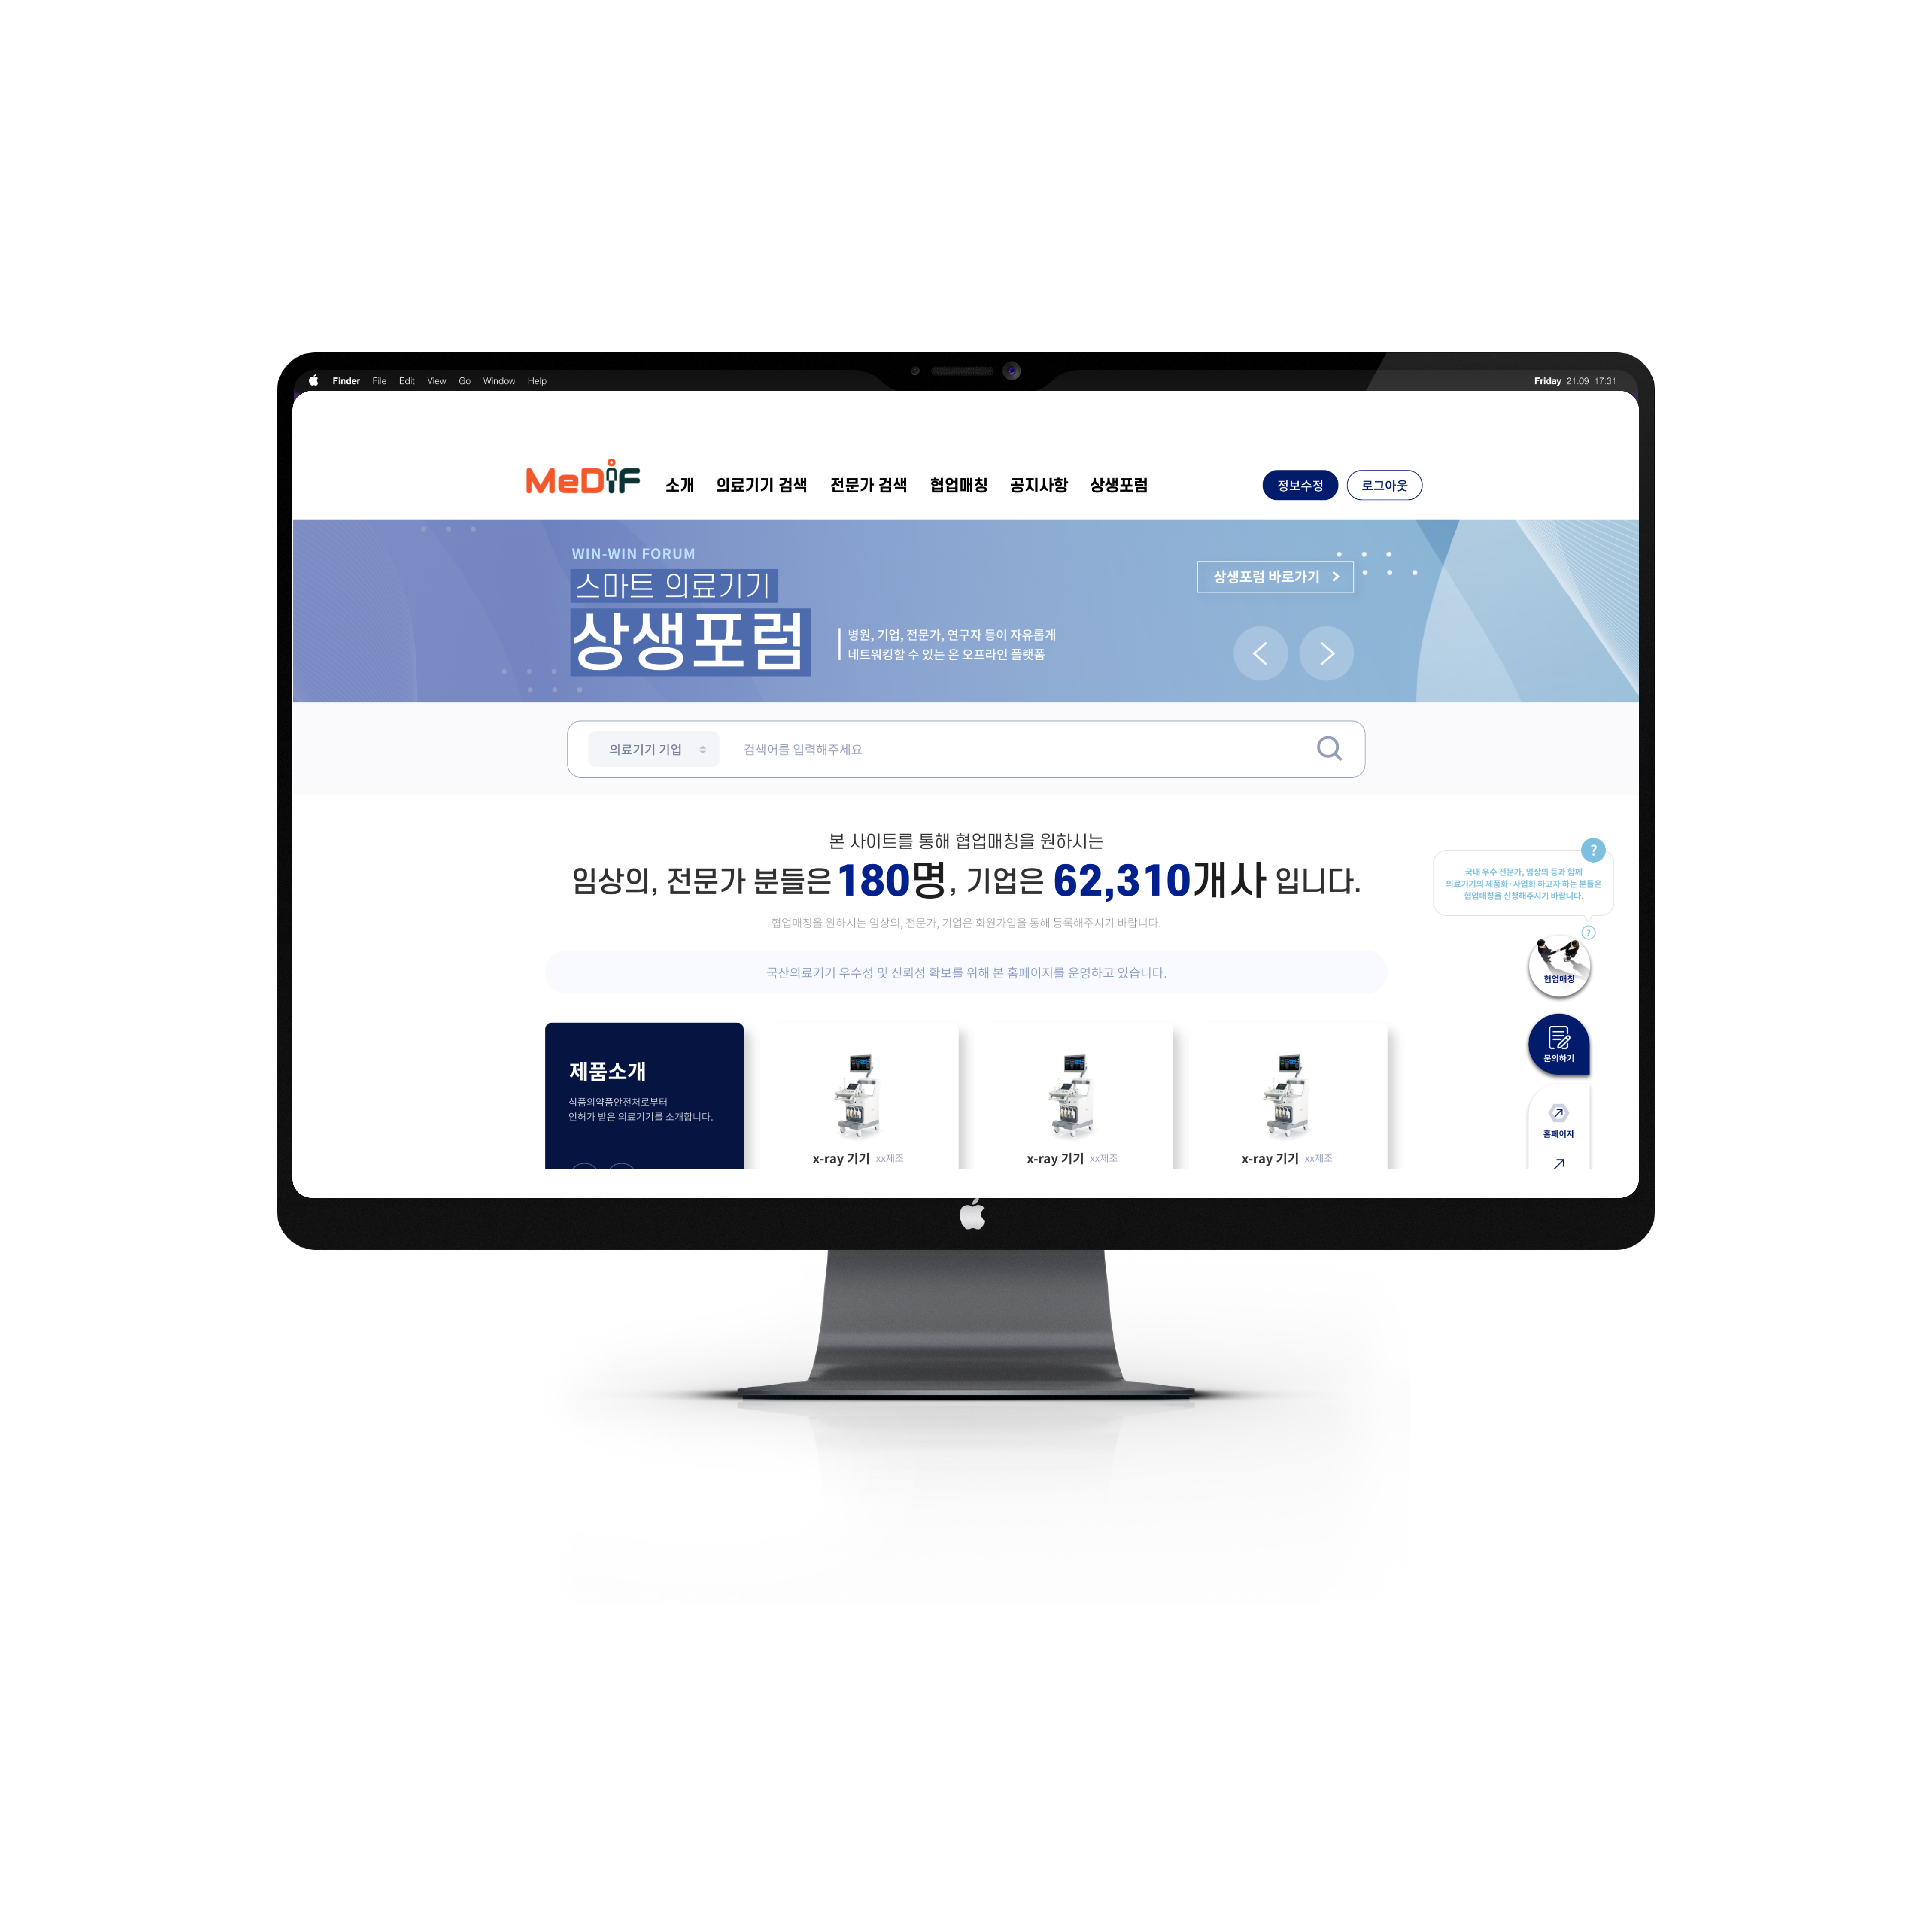 Finder File Edit View Go Window Help
Friday 21.09 17:31
MeDiF
소개 의료기기 검색 전문가 검색 협업매칭 공지사항 상생포럼
정보수정 로그아웃
WIN-WIN FORUM
스마트 의료기기
상생포럼
병원, 기업, 전문가, 연구자 등이 자유롭게
네트워킹할 수 있는 온 오프라인 플랫폼
상생포럼 바로가기
의료기기 기업
검색어를 입력해주세요
본 사이트를 통해 협업매칭을 원하시는
임상의, 전문가 분들은 180명, 기업은 62,310개사 입니다.
협업매칭을 원하시는 임상의, 전문가, 기업은 회원가입을 통해 등록해주시기 바랍니다.
국산의료기기 우수성 및 신뢰성 확보를 위해 본 홈페이지를 운영하고 있습니다.
?
국내 우수 전문가, 임상의 등과 함께
의료기기의 제품화·사업화 하고자 하는 분들은
협업매칭을 신청해주시기 바랍니다.
?
협업매칭
문의하기
홈페이지
제품소개
식품의약품안전처로부터
인허가 받은 의료기기를 소개합니다.
x-ray 기기 xx제조
x-ray 기기 xx제조
x-ray 기기 xx제조